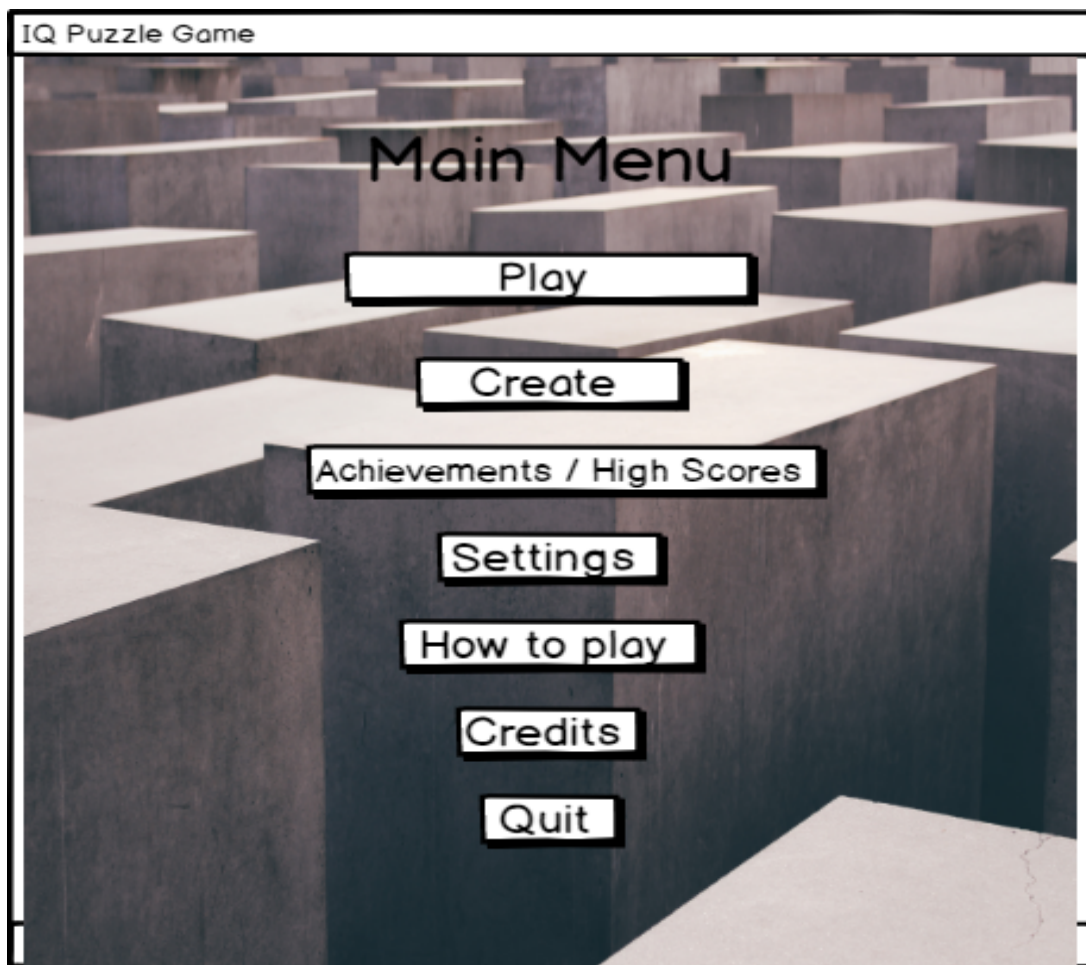 IQ Puzzle Game
Main Menu
Play
Create
Achievements / High Scores
Settings
How to play
Credits
Quit